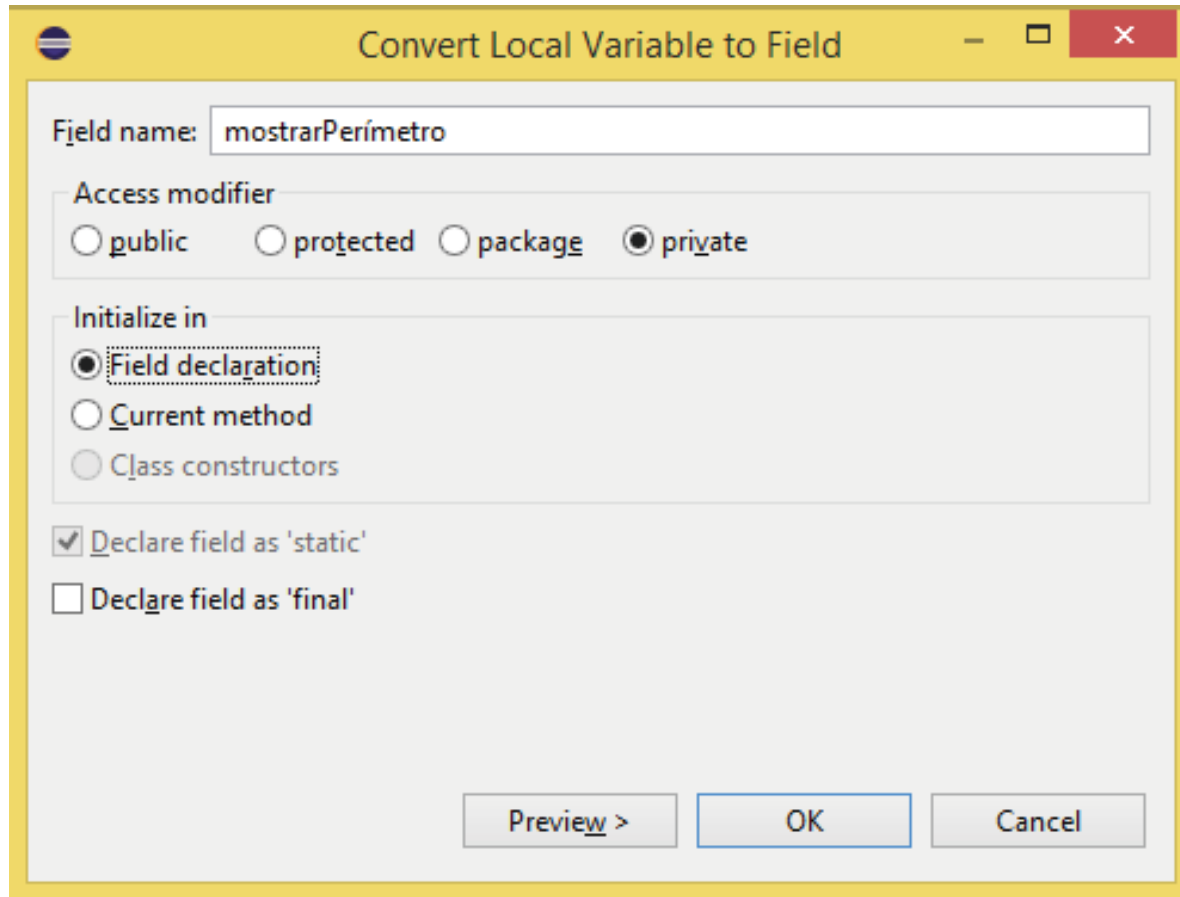 Convert Local Variable to Field
Field name: mostrarPerímetro
Access modifier
public protected package private
Initialize in
Field declaration
Current method
Class constructors
Declare field as 'static'
Declare field as 'final'
Preview > OK Cancel